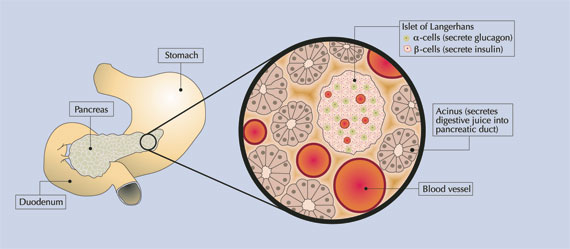 Islet of Langerhans
α-cells (secrete glucagon)
β-cells (secrete insulin)
Stomach
Pancreas
Acinus (secretes
digestive juice into
pancreatic duct)
Blood vessel
Duodenum